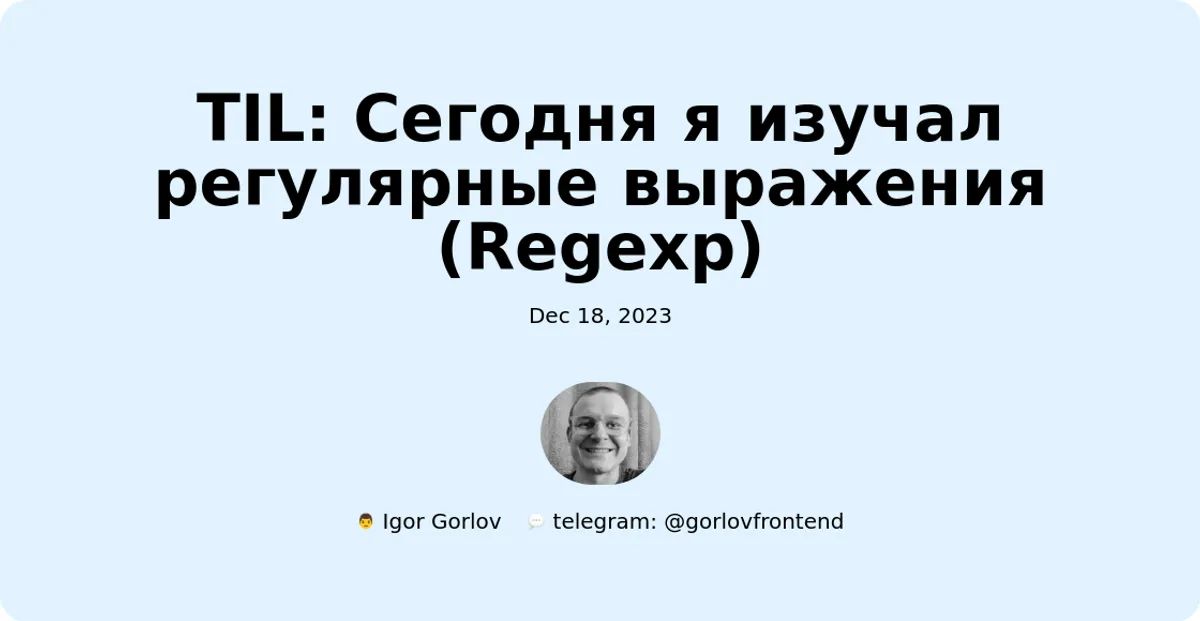 TIL: Сегодня я изучал
регулярные выражения
(Regexp)
Dec 18, 2023
👨 Igor Gorlov 💬 telegram: @gorlovfrontend